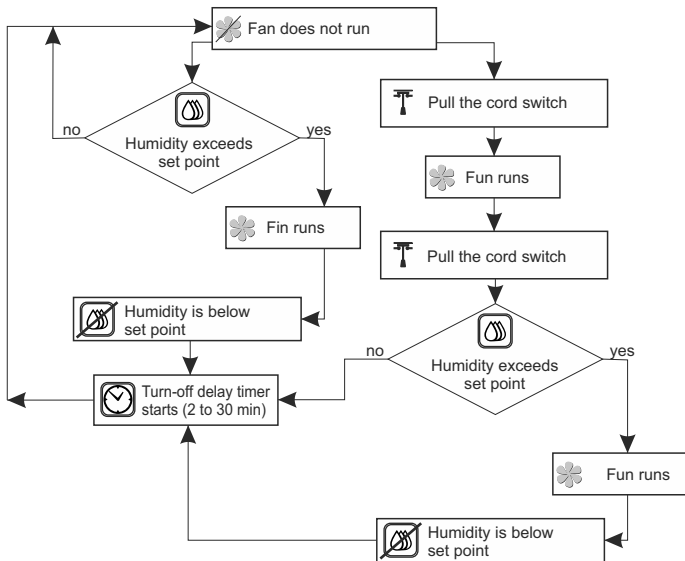 Fan does not run
Pull the cord switch
no
Humidity exceeds
set point
yes
Fun runs
Fin runs
Pull the cord switch
Humidity is below
set point
no
Humidity exceeds
set point
yes
Turn-off delay timer
starts (2 to 30 min)
Fun runs
Humidity is below
set point